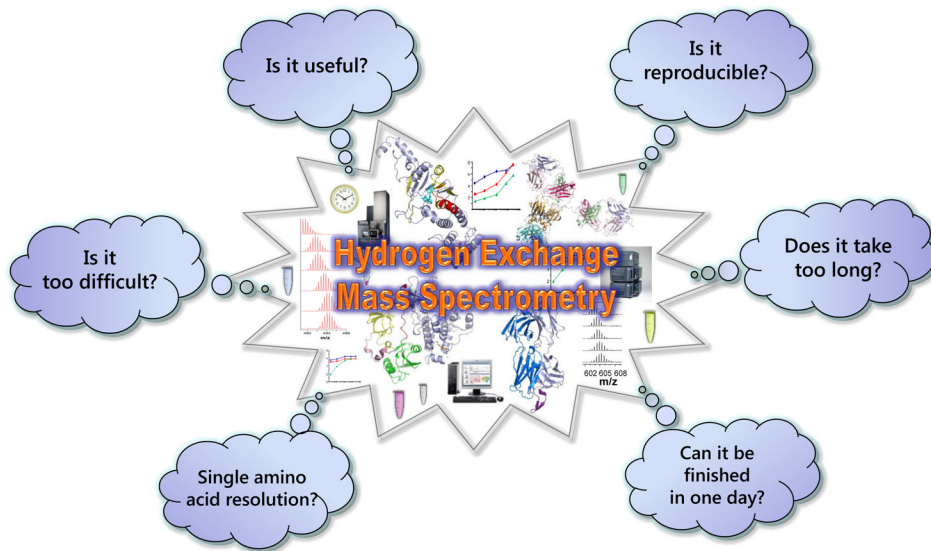 Is it useful?
Is it
reproducible?
Is it
too difficult?
Hydrogen Exchange
Mass Spectrometry
Does it take
too long?
m/z
602 605 608
m/z
Single amino
acid resolution?
Can it be
finished
in one day?